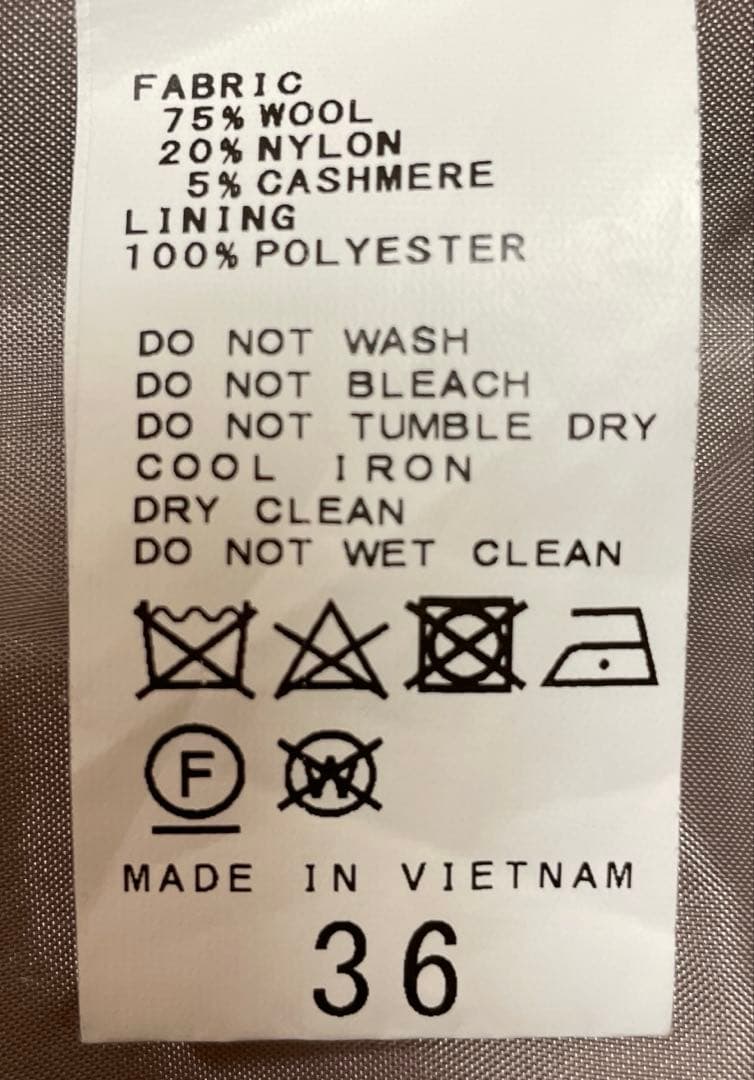 FABRIC
75% WOOL
20% NYLON
5% CASHMERE
LINING
100% POLYESTER
DO NOT WASH
DO NOT BLEACH
DO NOT TUMBLE DRY
COOL IRON
DRY CLEAN
DO NOT WET CLEAN
F W
MADE IN VIETNAM
36